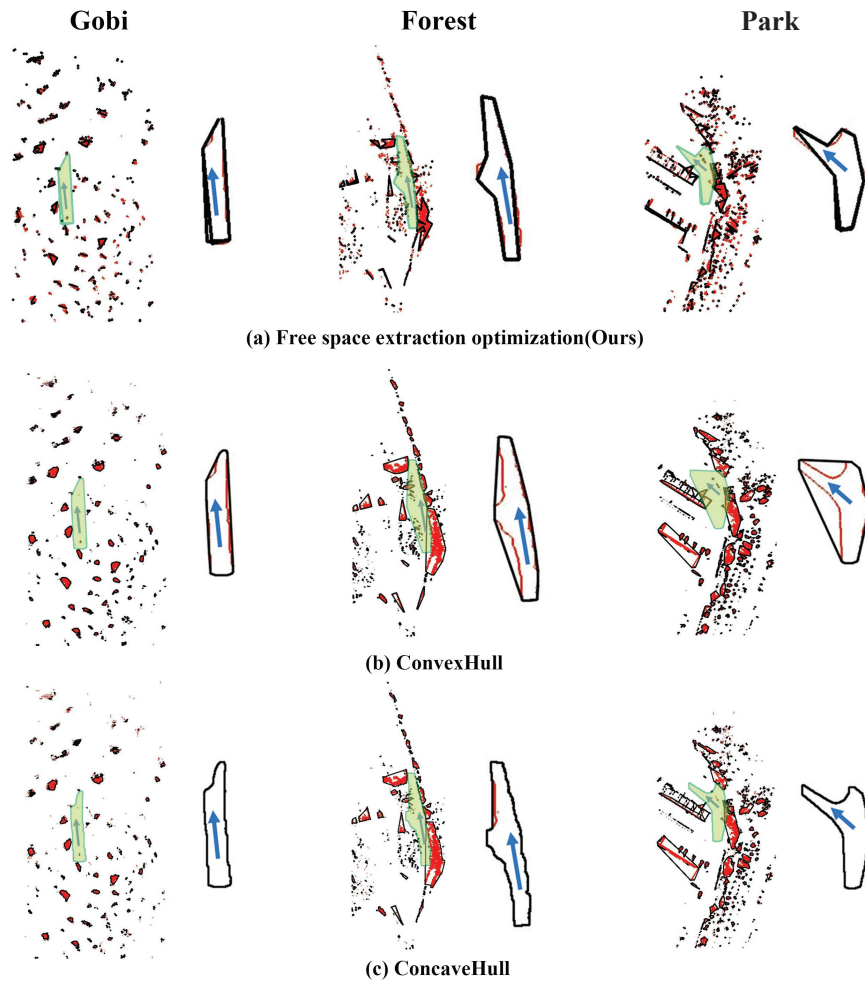 Gobi Forest Park
(a) Free space extraction optimization(Ours)
(b) ConvexHull
(c) ConcaveHull